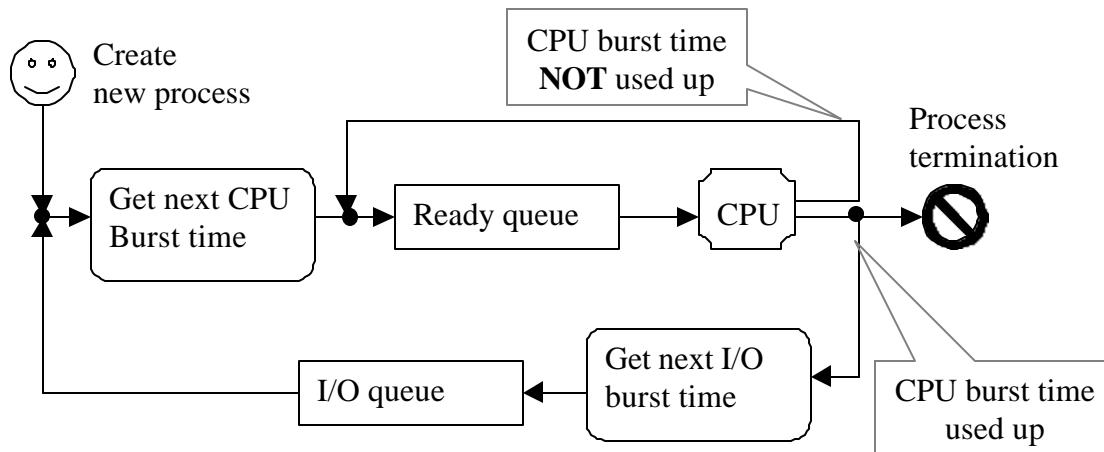 Create
new process
CPU burst time
NOT used up
Process
termination
Get next CPU
Burst time
Ready queue
CPU
I/O queue
Get next I/O
burst time
CPU burst time
used up